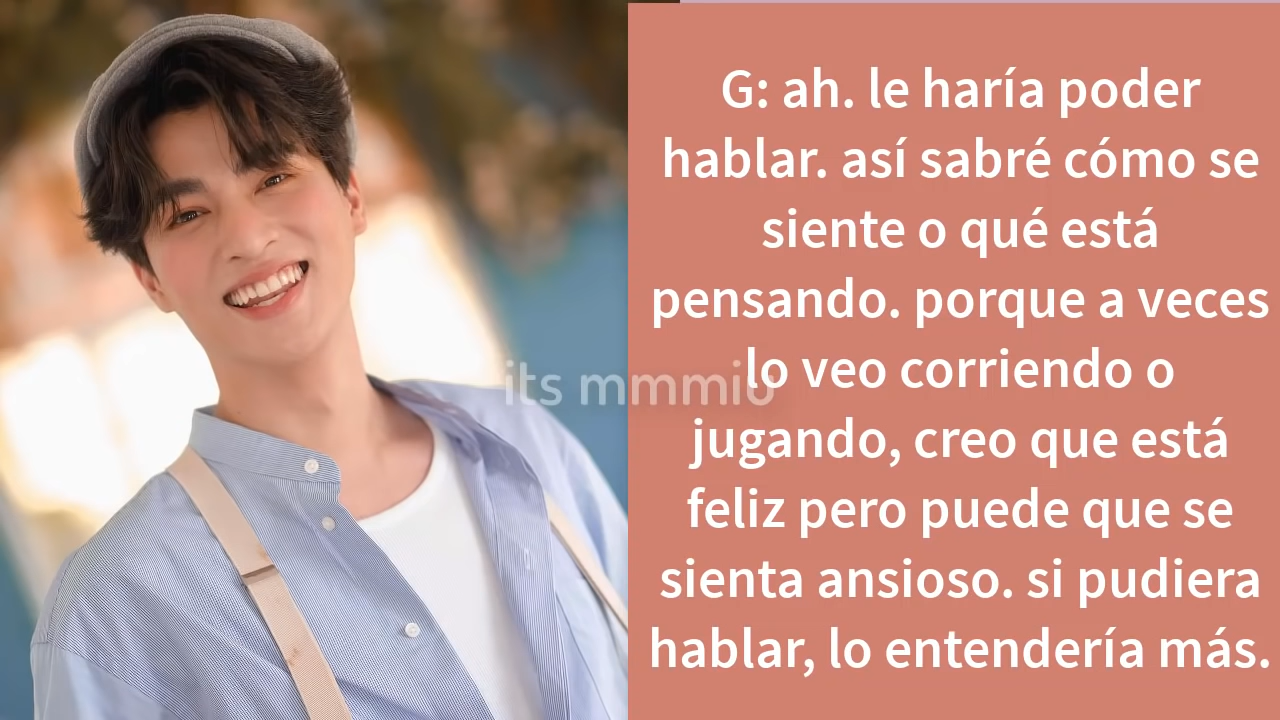 G: ah. le haría poder
hablar. así sabré cómo se
siente o qué está
pensando. porque a veces
lo veo corriendo o
jugando, creo que está
feliz pero puede que se
sienta ansioso. si pudiera
hablar, lo entendería más.
its mmmiu